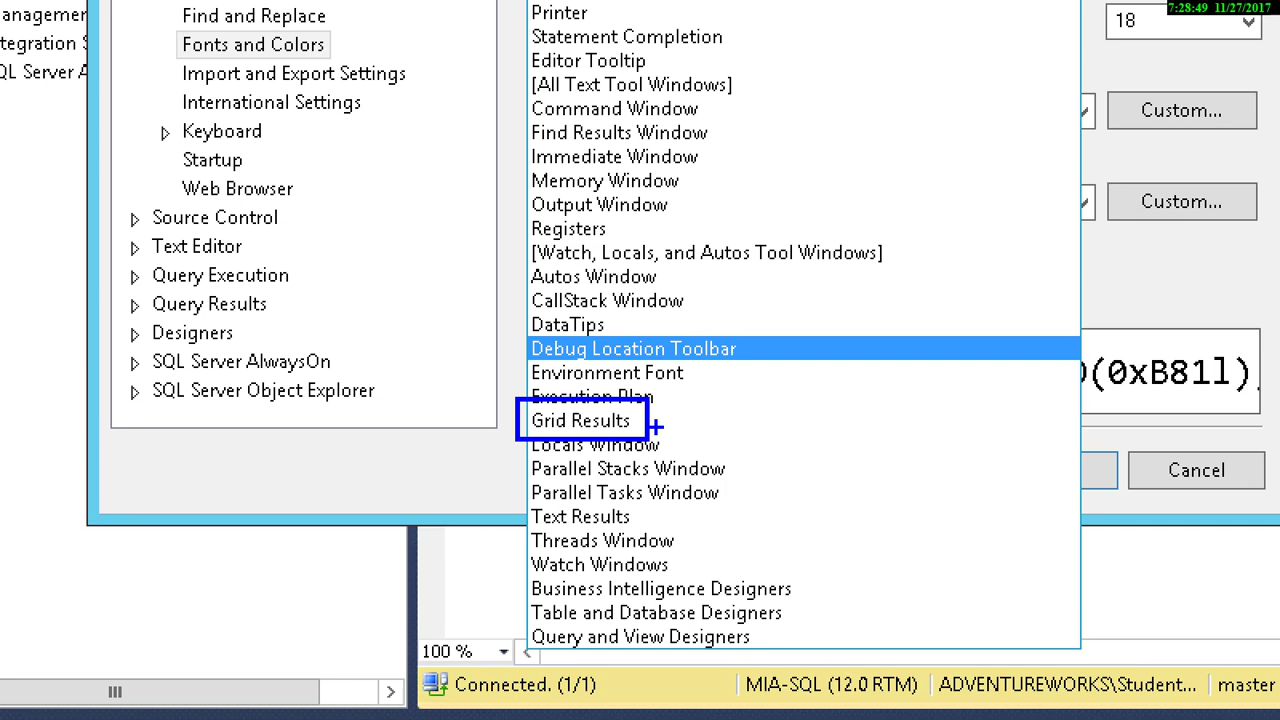 7:28:49 11/27/2017
anagemen
ntegration S
QL Server A
Find and Replace
Fonts and Colors
Import and Export Settings
International Settings
Keyboard
Startup
Web Browser
Source Control
Text Editor
Query Execution
Query Results
Designers
SQL Server AlwaysOn
SQL Server Object Explorer
Printer
Statement Completion
Editor Tooltip
[All Text Tool Windows]
Command Window
Find Results Window
Immediate Window
Memory Window
Output Window
Registers
[Watch, Locals, and Autos Tool Windows]
Autos Window
CallStack Window
DataTips
Debug Location Toolbar
Environment Font
Execution Plan
Grid Results
Locals Window
Parallel Stacks Window
Parallel Tasks Window
Text Results
Threads Window
Watch Windows
Business Intelligence Designers
Table and Database Designers
Query and View Designers
18
Custom...
Custom...
(0xB81l)
Cancel
100 %
Connected. (1/1)
MIA-SQL (12.0 RTM)
ADVENTUREWORKS\Student...
master